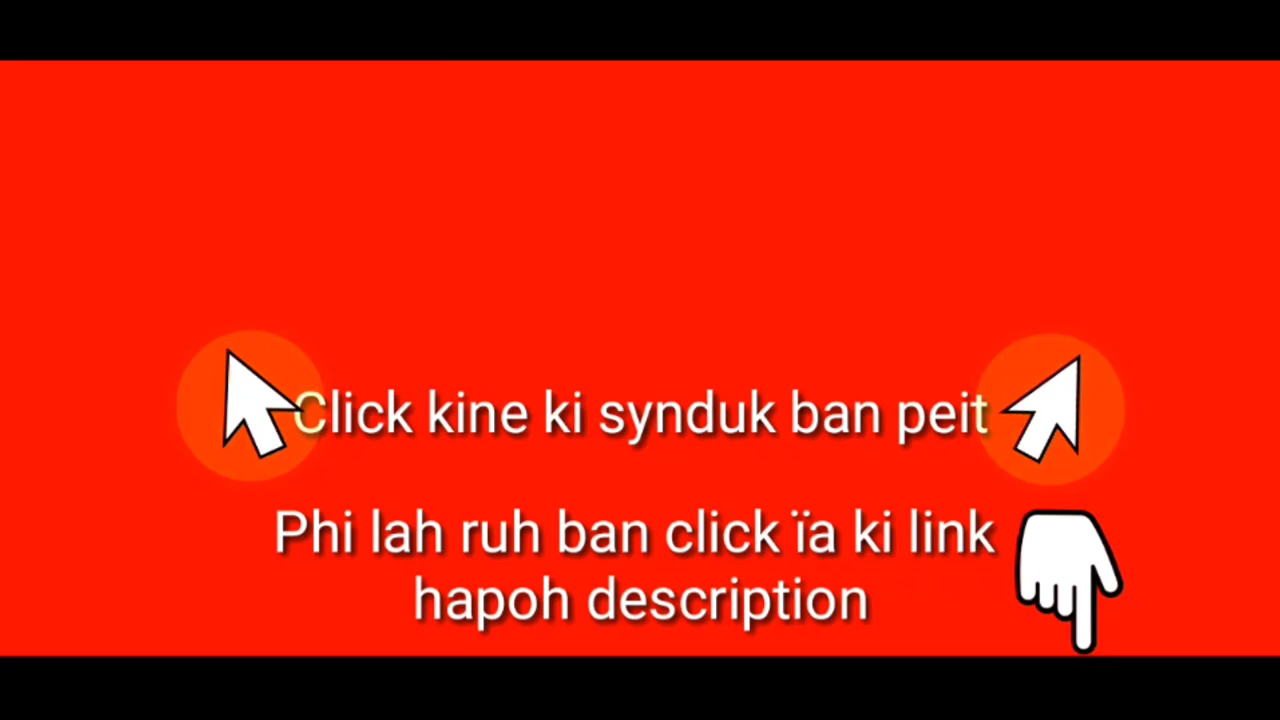 Click kine ki synduk ban peit
Phi lah ruh ban click ïa ki link
hapoh description